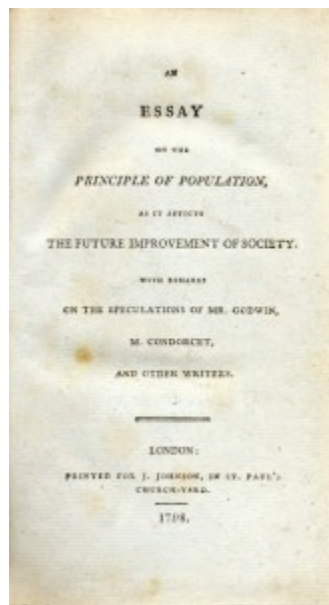 AN
ESSAY
ON THE
PRINCIPLE OF POPULATION,
AS IT AFFECTS
THE FUTURE IMPROVEMENT OF SOCIETY.
WITH REMARKS
ON THE SPECULATIONS OF MR. GODWIN,
M. CONDORCET,
AND OTHER WRITERS.
LONDON:
PRINTED FOR J. JOHNSON, IN ST. PAUL'S
CHURCH-YARD.
1798.